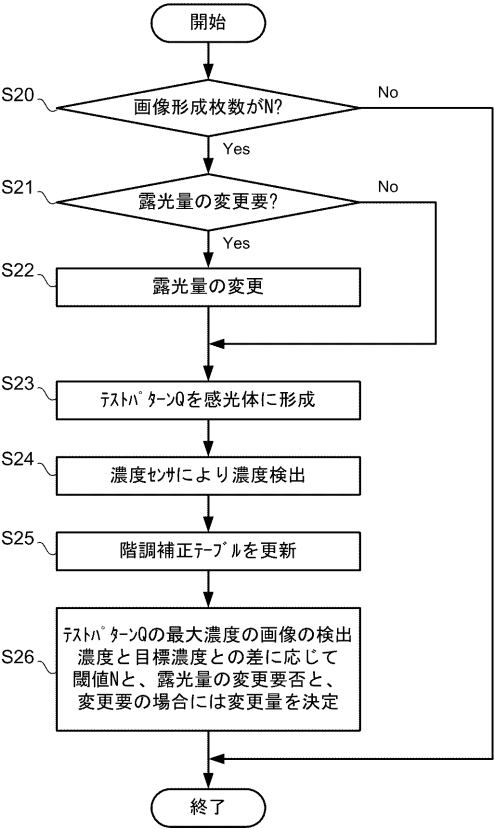 開始
S20
画像形成枚数がN?
No
Yes
S21
露光量の変更要?
No
Yes
S22
露光量の変更
S23
ﾃｽﾄﾊﾟﾀｰﾝQを感光体に形成
S24
濃度ｾﾝｻにより濃度検出
S25
階調補正ﾃｰﾌﾞﾙを更新
S26
ﾃｽﾄﾊﾟﾀｰﾝQの最大濃度の画像の検出
濃度と目標濃度との差に応じて
閾値Nと、露光量の変更要否と、
変更要の場合には変更量を決定
終了